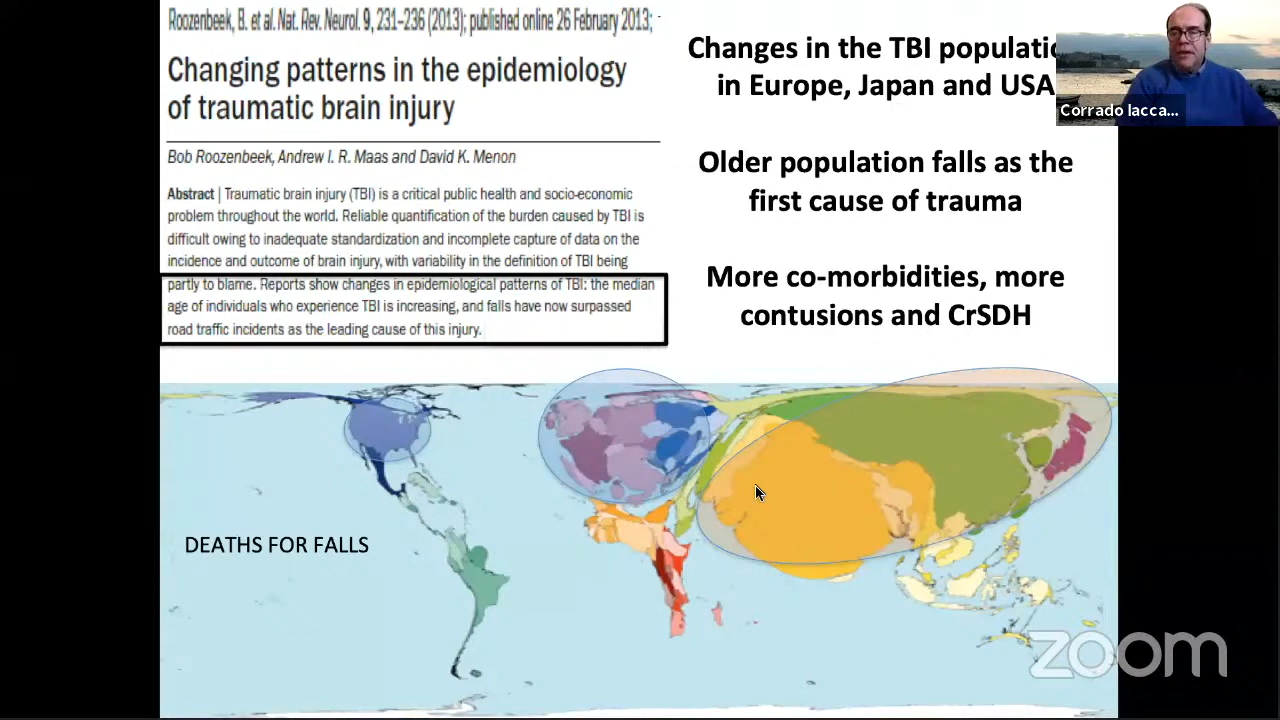 Roozenbeek, B. et al. Nat. Rev. Neurol. 9, 231–236 (2013); published online 26 February 2013;
Changing patterns in the epidemiology
of traumatic brain injury
Bob Roozenbeek, Andrew I. R. Maas and David K. Menon
Abstract | Traumatic brain injury (TBI) is a critical public health and socio-economic
problem throughout the world. Reliable quantification of the burden caused by TBI is
difficult owing to inadequate standardization and incomplete capture of data on the
incidence and outcome of brain injury, with variability in the definition of TBI being
partly to blame. Reports show changes in epidemiological patterns of TBI: the median
age of individuals who experience TBI is increasing, and falls have now surpassed
road traffic incidents as the leading cause of this injury.
Changes in the TBI populatio
in Europe, Japan and USA
Older population falls as the
first cause of trauma
More co-morbidities, more
contusions and CrSDH
Corrado Iacca...
DEATHS FOR FALLS
zoom